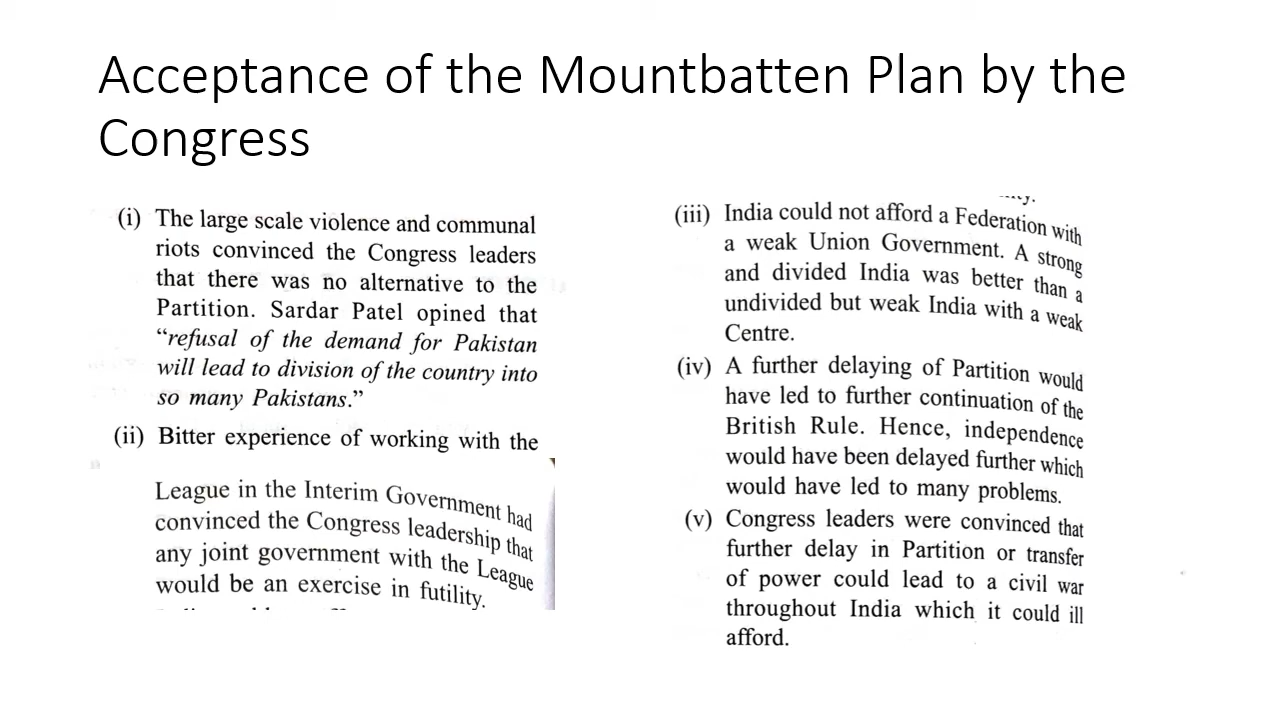 Acceptance of the Mountbatten Plan by the
Congress
(i) The large scale violence and communal
riots convinced the Congress leaders
that there was no alternative to the
Partition. Sardar Patel opined that
“refusal of the demand for Pakistan
will lead to division of the country into
so many Pakistans.”
(ii) Bitter experience of working with the
League in the Interim Government had
convinced the Congress leadership that
any joint government with the League
would be an exercise in futility.
(iii) India could not afford a Federation with
a weak Union Government. A strong
and divided India was better than a
undivided but weak India with a weak
Centre.
(iv) A further delaying of Partition would
have led to further continuation of the
British Rule. Hence, independence
would have been delayed further which
would have led to many problems.
(v) Congress leaders were convinced that
further delay in Partition or transfer
of power could lead to a civil war
throughout India which it could ill
afford.